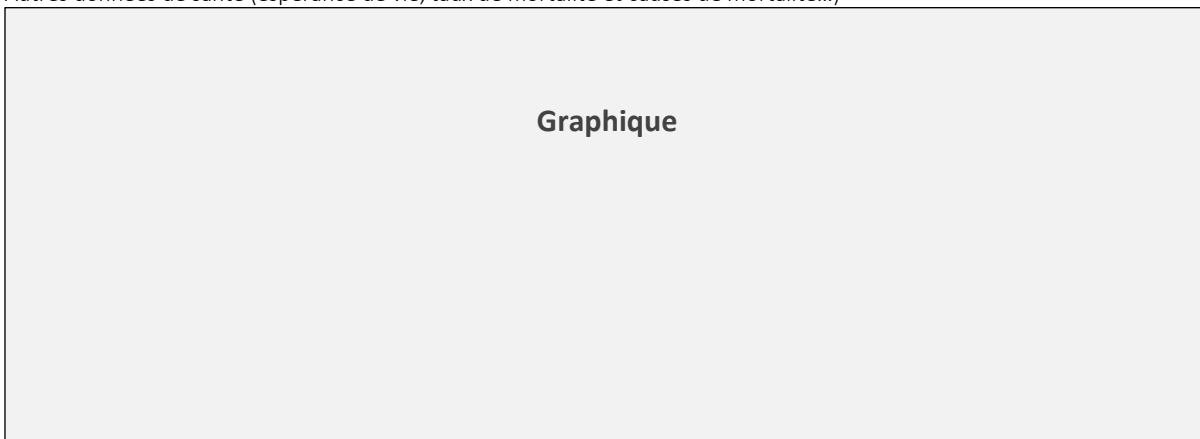 Autres données de santé (espérance de vie, taux de mortalité et causes de mortalité...)
Graphique